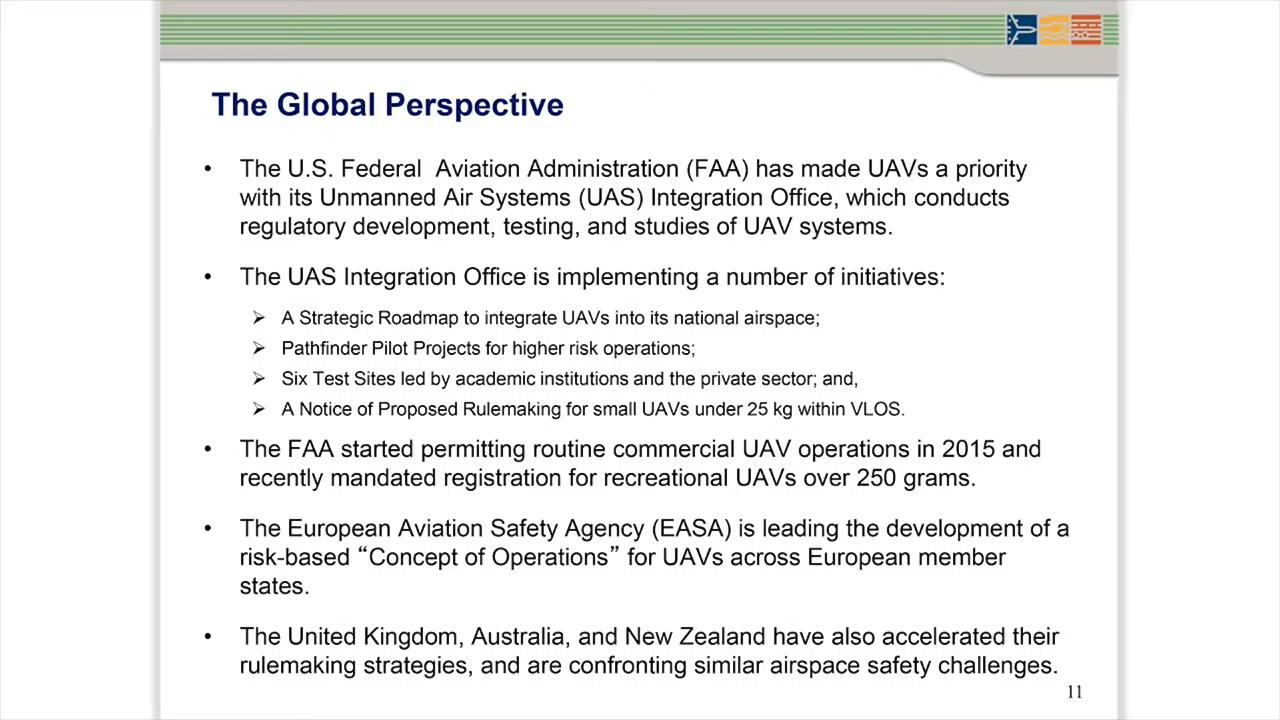 The Global Perspective
• The U.S. Federal Aviation Administration (FAA) has made UAVs a priority
with its Unmanned Air Systems (UAS) Integration Office, which conducts
regulatory development, testing, and studies of UAV systems.
• The UAS Integration Office is implementing a number of initiatives:
➢ A Strategic Roadmap to integrate UAVs into its national airspace;
➢ Pathfinder Pilot Projects for higher risk operations;
➢ Six Test Sites led by academic institutions and the private sector; and,
➢ A Notice of Proposed Rulemaking for small UAVs under 25 kg within VLOS.
• The FAA started permitting routine commercial UAV operations in 2015 and
recently mandated registration for recreational UAVs over 250 grams.
• The European Aviation Safety Agency (EASA) is leading the development of a
risk-based “Concept of Operations” for UAVs across European member
states.
• The United Kingdom, Australia, and New Zealand have also accelerated their
rulemaking strategies, and are confronting similar airspace safety challenges.
11